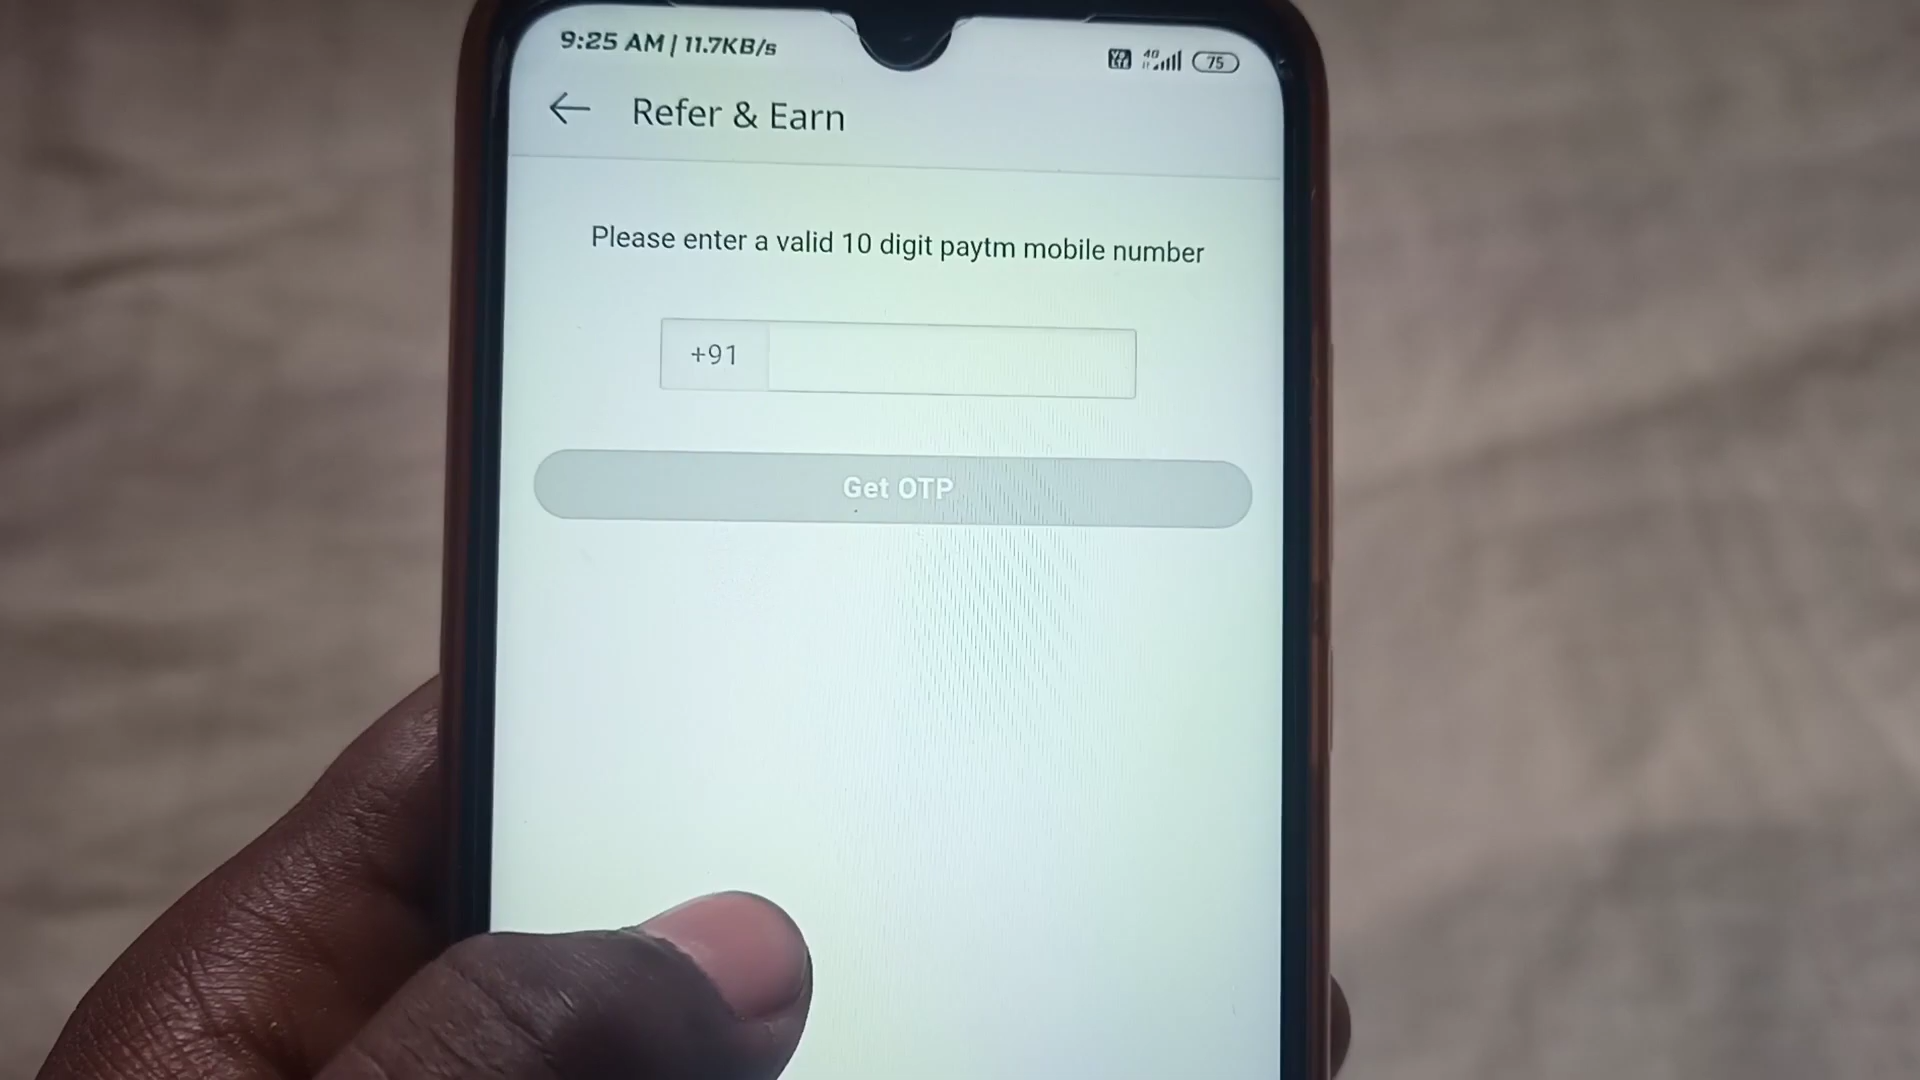 9:25 AM | 11.7KB/s
4G
75
Refer & Earn
Please enter a valid 10 digit paytm mobile number
+91
Get OTP